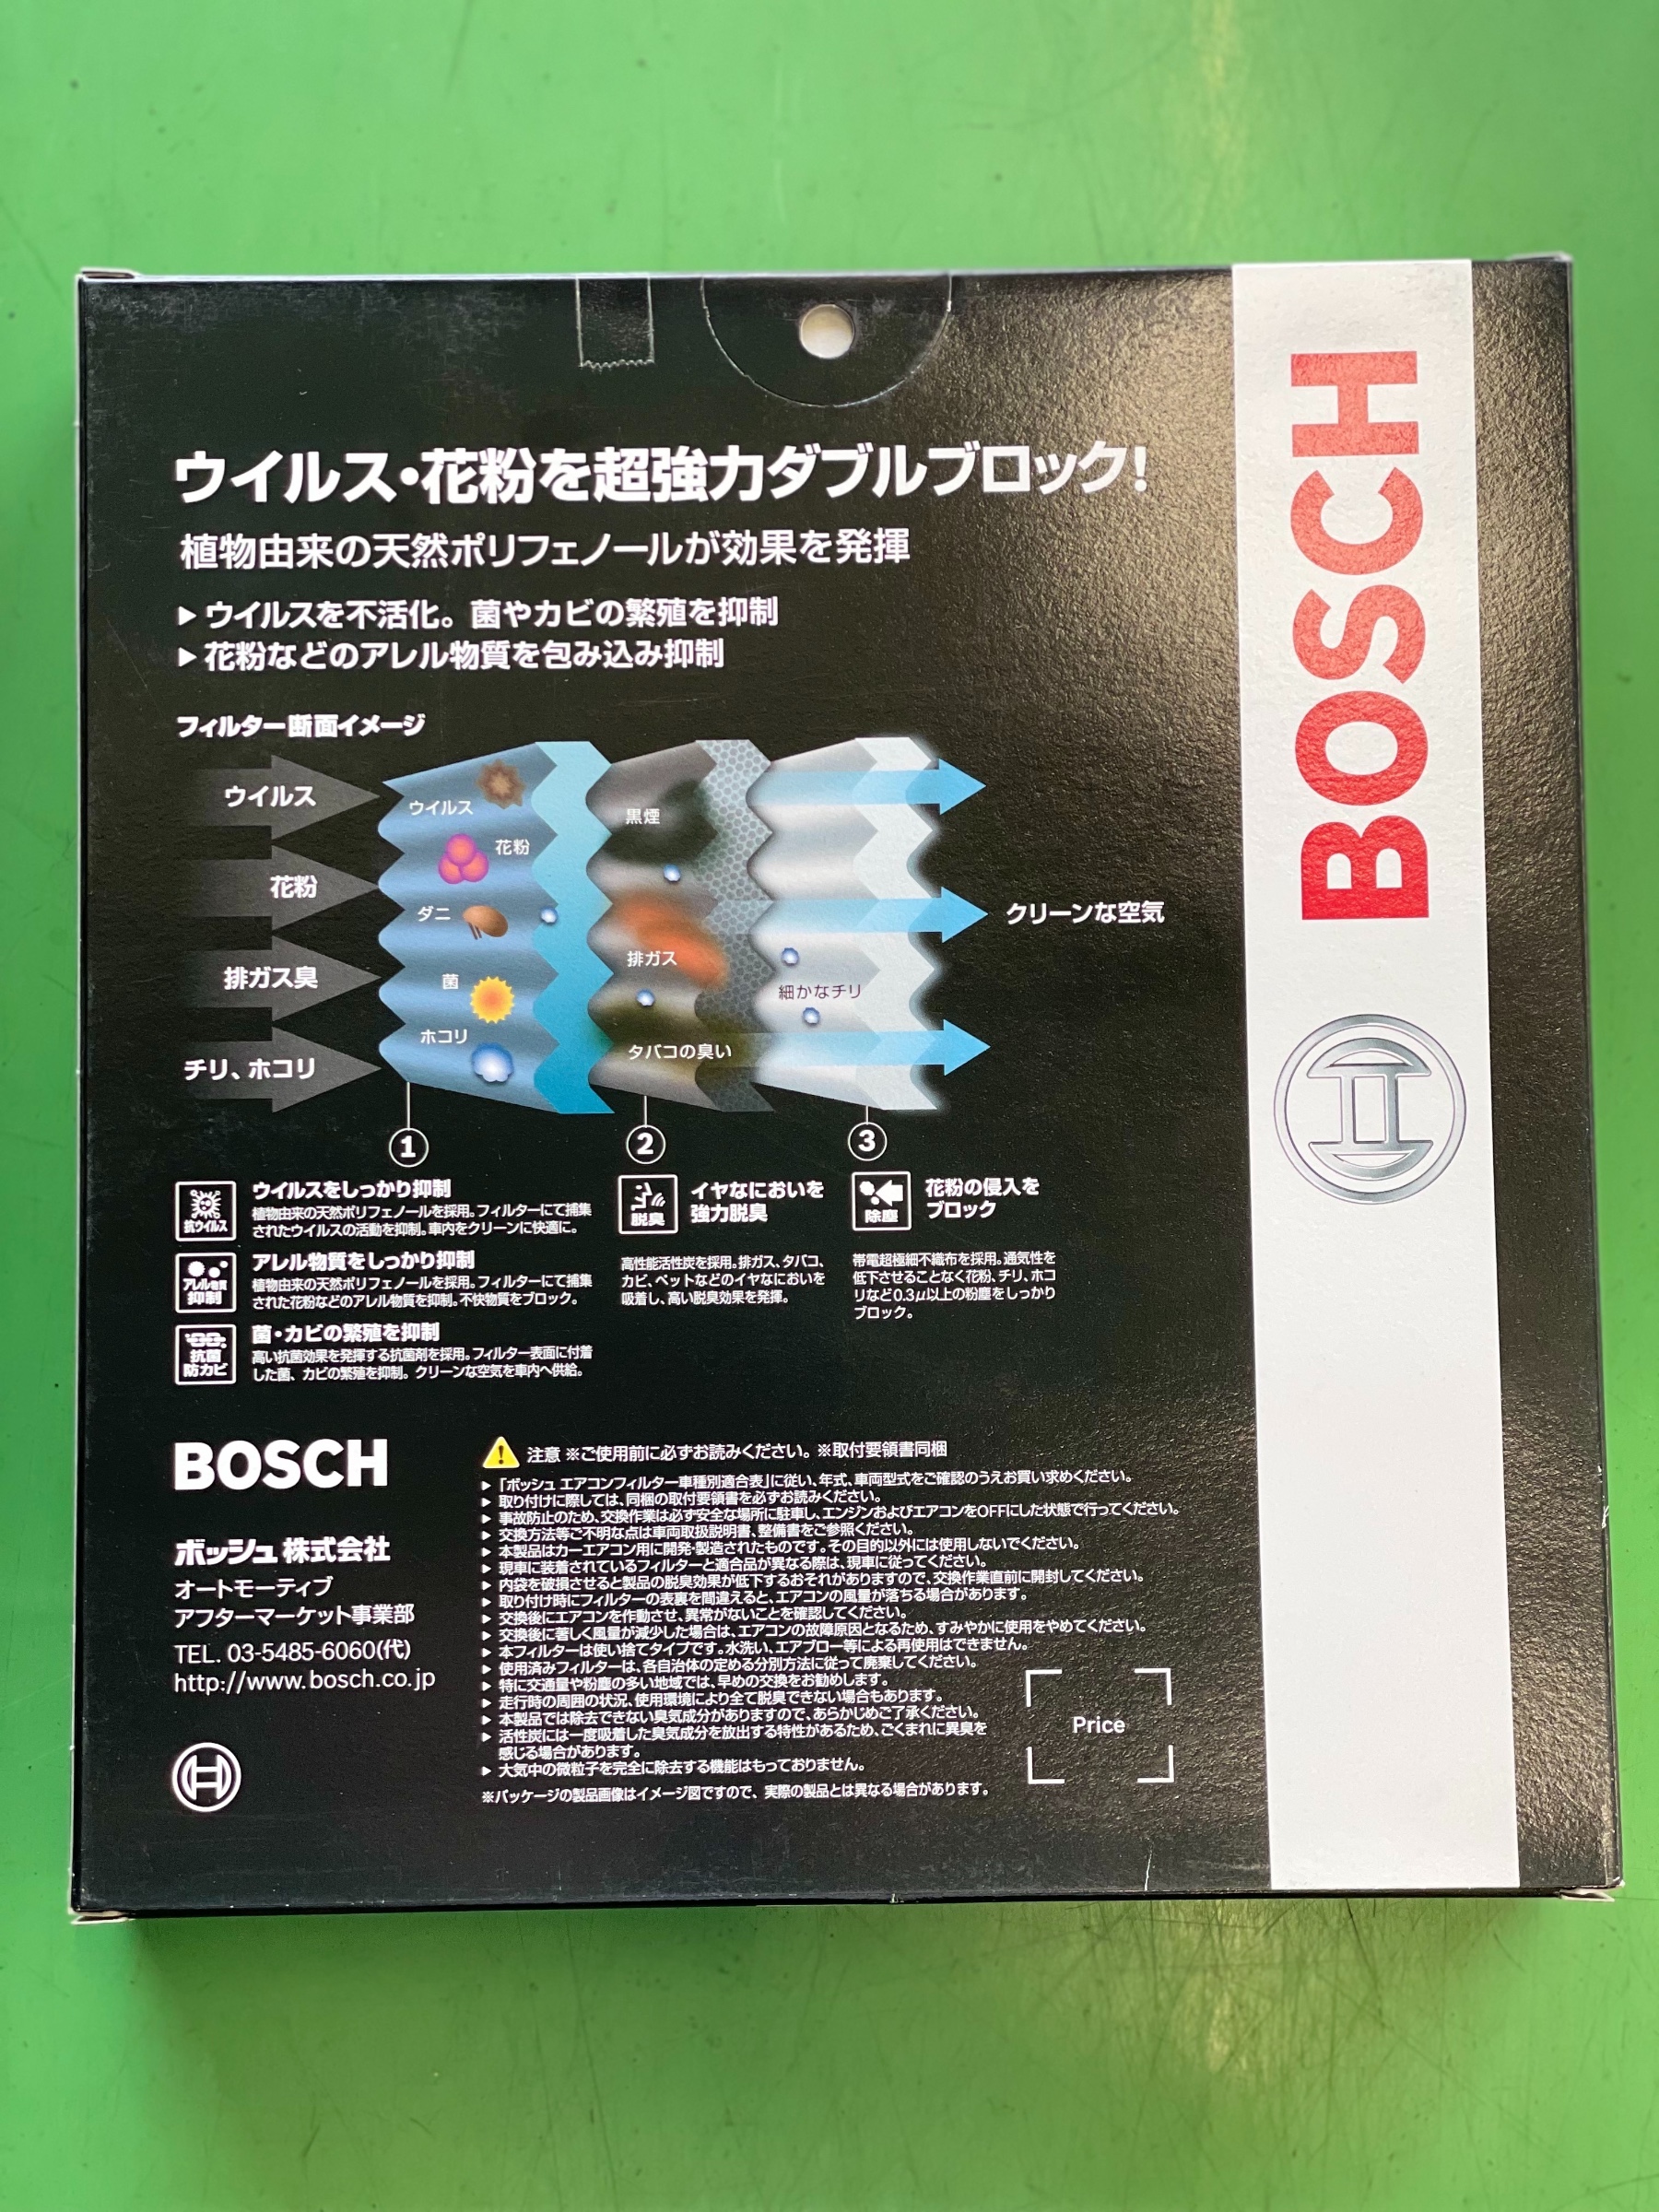 ウイルス・花粉を超強力ダブルブロック!
植物由来の天然ポリフェノールが効果を発揮
▶ウイルスを不活化。菌やカビの繁殖を抑制
▶花粉などのアレル物質を包み込み抑制
フィルター断面イメージ
ウイルス
花粉
排ガス臭
チリ、ホコリ
ウイルス
花粉
ダニ
菌
ホコリ
黒煙
排ガス
タバコの臭い
細かなチリ
クリーンな空気
1
2
3
抗ウイルス
ウイルスをしっかり抑制
植物由来の天然ポリフェノールを採用。フィルターにて捕集
されたウイルスの活動を抑制。車内をクリーンに快適に。
アレル物質
抑制
アレル物質をしっかり抑制
植物由来の天然ポリフェノールを採用。フィルターにて捕集
された花粉などのアレル物質を抑制。不快物質をブロック。
抗菌
防カビ
菌・カビの繁殖を抑制
高い抗菌効果を発揮する抗菌剤を採用。フィルター表面に付着
した菌、カビの繁殖を抑制。クリーンな空気を車内へ供給。
脱臭
イヤなにおいを
強力脱臭
高性能活性炭を採用。排ガス、タバコ、
カビ、ペットなどのイヤなにおいを
吸着し、高い脱臭効果を発揮。
除塵
花粉の侵入を
ブロック
帯電超極細不織布を採用。通気性を
低下させることなく花粉、チリ、ホコ
リなど0.3μ以上の粉塵をしっかり
ブロック。
BOSCH
ボッシュ株式会社
オートモーティブ
アフターマーケット事業部
TEL. 03-5485-6060(代)
http://www.bosch.co.jp
注意 ※ご使用前に必ずお読みください。※取付要領書同梱
▶「ボッシュ エアコンフィルター車種別適合表」に従い、年式、車両型式をご確認のうえお買い求めください。
▶取り付けに際しては、同梱の取付要領書を必ずお読みください。
▶事故防止のため、交換作業は必ず安全な場所に駐車し、エンジンおよびエアコンをOFFにした状態で行ってください。
▶交換方法等ご不明な点は車両取扱説明書、整備書をご参照ください。
▶本製品はカーエアコン用に開発・製造されたものです。その目的以外には使用しないでください。
▶現車に装着されているフィルターと適合品が異なる際は、現車に従ってください。
▶内袋を破損させると製品の脱臭効果が低下するおそれがありますので、交換作業直前に開封してください。
▶取り付け時にフィルターの表裏を間違えると、エアコンの風量が落ちる場合があります。
▶交換後にエアコンを作動させ、異常がないことを確認してください。
▶交換後に著しく風量が減少した場合は、エアコンの故障原因となるため、すみやかに使用をやめてください。
▶本フィルターは使い捨てタイプです。水洗い、エアブロー等による再使用はできません。
▶使用済みフィルターは、各自治体の定める分別方法に従って廃棄してください。
▶特に交通量や粉塵の多い地域では、早めの交換をお勧めします。
▶走行時の周囲の状況、使用環境により全て脱臭できない場合もあります。
▶本製品では除去できない臭気成分がありますので、あらかじめご了承ください。
▶活性炭には一度吸着した臭気成分を放出する特性があるため、ごくまれに異臭を
感じる場合があります。
▶大気中の微粒子を完全に除去する機能はもっておりません。
※パッケージの製品画像はイメージ図ですので、実際の製品とは異なる場合があります。
Price
BOSCH